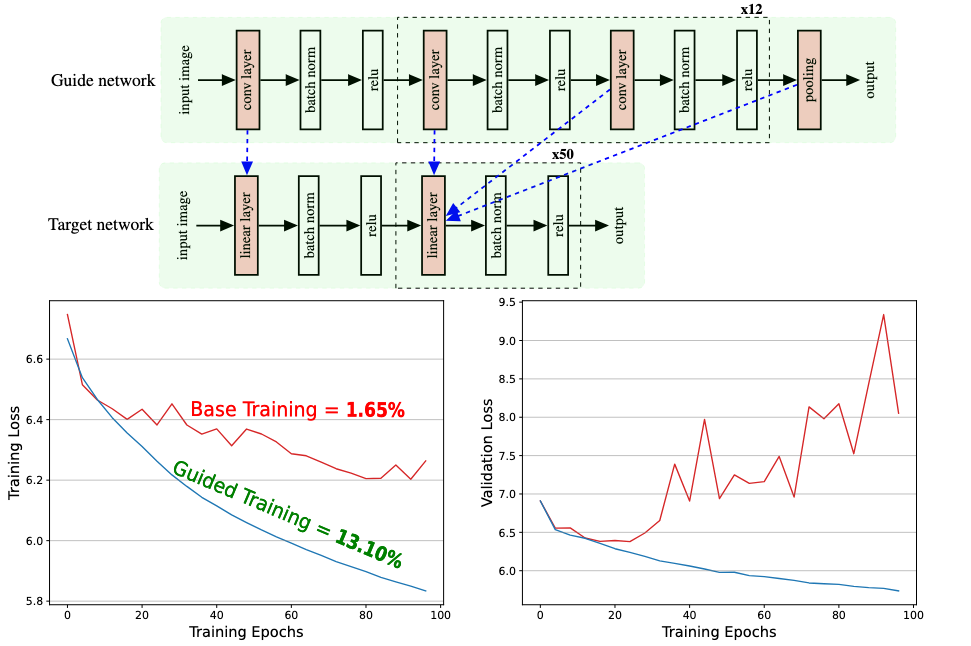 x12
Guide network
input image
conv layer
batch norm
relu
conv layer
batch norm
relu
conv layer
batch norm
relu
pooling
output
x50
Target network
input image
linear layer
batch norm
relu
linear layer
batch norm
relu
output
Training Loss
6.6
6.4
6.2
6.0
5.8
Base Training = 1.65%
Guided Training = 13.10%
0
20
40
60
80
100
Training Epochs
Validation Loss
9.5
9.0
8.5
8.0
7.5
7.0
6.5
6.0
0
20
40
60
80
100
Training Epochs